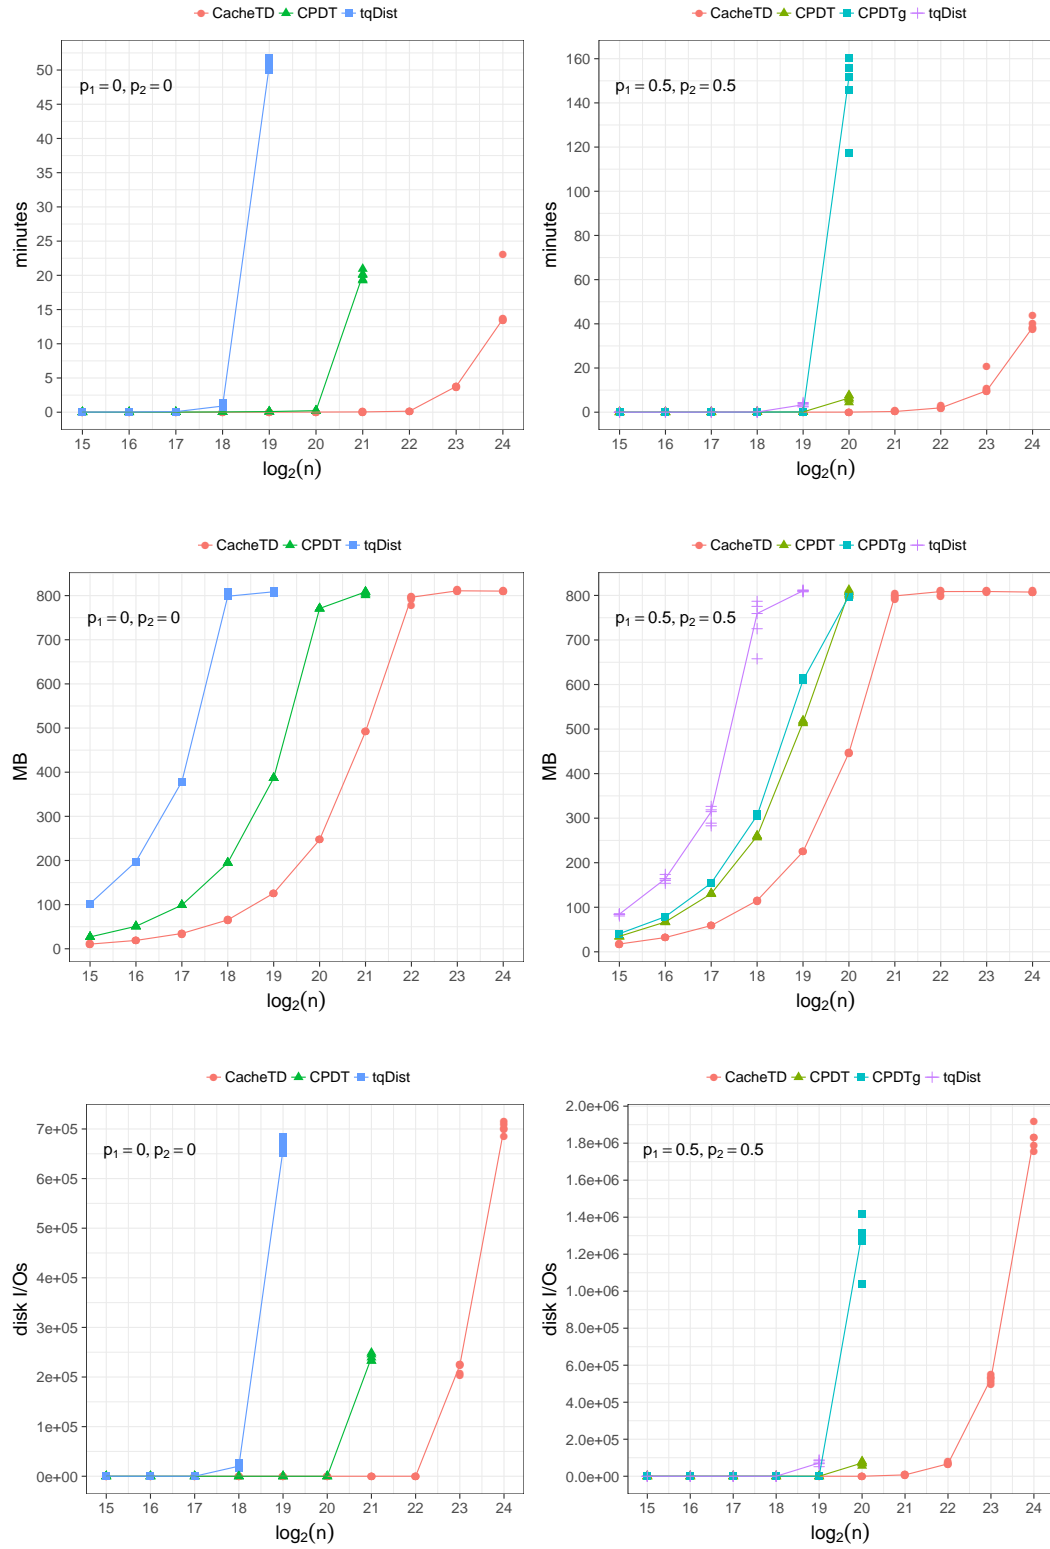 CacheTD CPDT tqDist
p1 = 0, p2 = 0
50
45
40
35
30
25
20
15
10
5
0
minutes
15 16 17 18 19 20 21 22 23 24
log2(n)
CacheTD CPDT CPDTg tqDist
p1 = 0.5, p2 = 0.5
160
140
120
100
80
60
40
20
0
minutes
15 16 17 18 19 20 21 22 23 24
log2(n)
CacheTD CPDT tqDist
p1 = 0, p2 = 0
800
700
600
500
400
300
200
100
0
MB
15 16 17 18 19 20 21 22 23 24
log2(n)
CacheTD CPDT CPDTg tqDist
p1 = 0.5, p2 = 0.5
800
700
600
500
400
300
200
100
0
MB
15 16 17 18 19 20 21 22 23 24
log2(n)
CacheTD CPDT tqDist
p1 = 0, p2 = 0
7e+05
6e+05
5e+05
4e+05
3e+05
2e+05
1e+05
0e+00
disk I/Os
15 16 17 18 19 20 21 22 23 24
log2(n)
CacheTD CPDT CPDTg tqDist
p1 = 0.5, p2 = 0.5
2.0e+06
1.8e+06
1.6e+06
1.4e+06
1.2e+06
1.0e+06
8.0e+05
6.0e+05
4.0e+05
2.0e+05
0.0e+00
disk I/Os
15 16 17 18 19 20 21 22 23 24
log2(n)